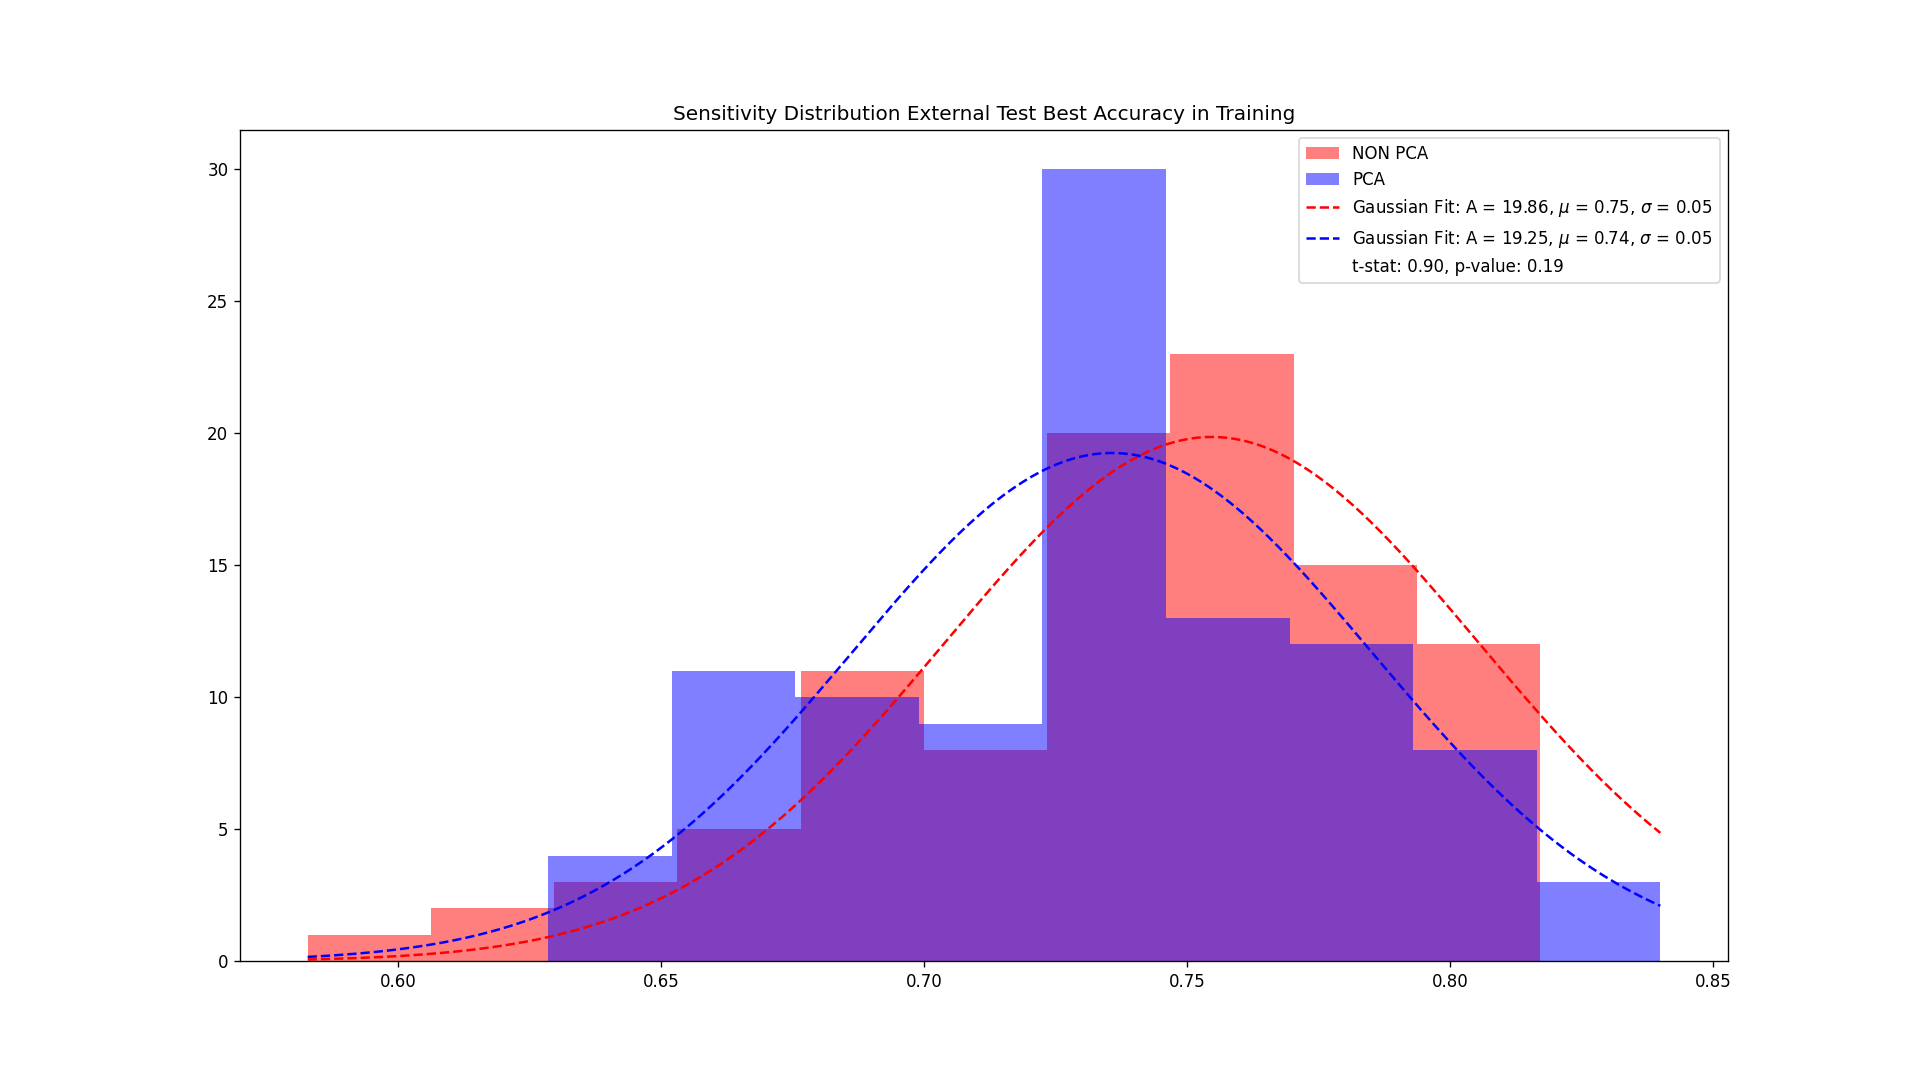 Sensitivity Distribution External Test Best Accuracy in Training
NON PCA
PCA
Gaussian Fit: A = 19.86, μ = 0.75, σ = 0.05
Gaussian Fit: A = 19.25, μ = 0.74, σ = 0.05
t-stat: 0.90, p-value: 0.19
30
25
20
15
10
5
0
0.60 0.65 0.70 0.75 0.80 0.85